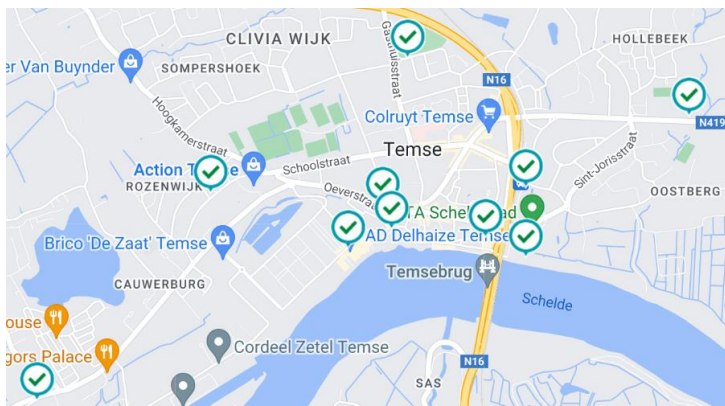 CLIVIA WIJK
HOLLEBEEK
er Van Buynder
SOMPERSHOEK
Gasthuisstraat
N16
Hoogkamerstraat
Colruyt Temse
N419
Temse
Schoolstraat
Action Te
e
ROZENWIJK
Sint-Jorisstraat
Oeverstraat
OOSTBERG
TA Schel
ad
AD Delhaize Temse
Brico 'De Zaat' Temse
Temsebrug
CAUWERBURG
Schelde
ouse
Cordeel Zetel Temse
gors Palace
N16
SAS